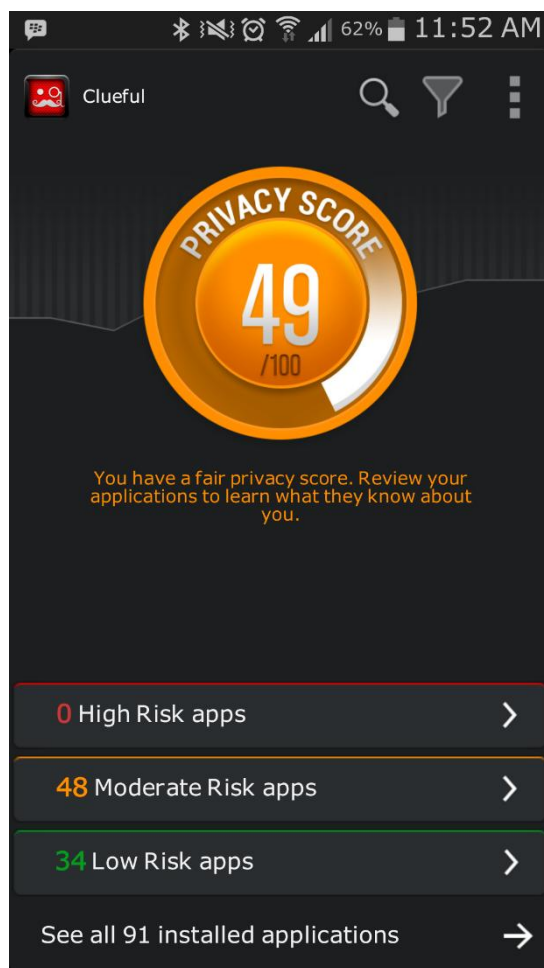 62% 11:52 AM
Clueful
PRIVACY SCORE
49
/100
You have a fair privacy score. Review your
applications to learn what they know about
you.
0 High Risk apps
48 Moderate Risk apps
34 Low Risk apps
See all 91 installed applications